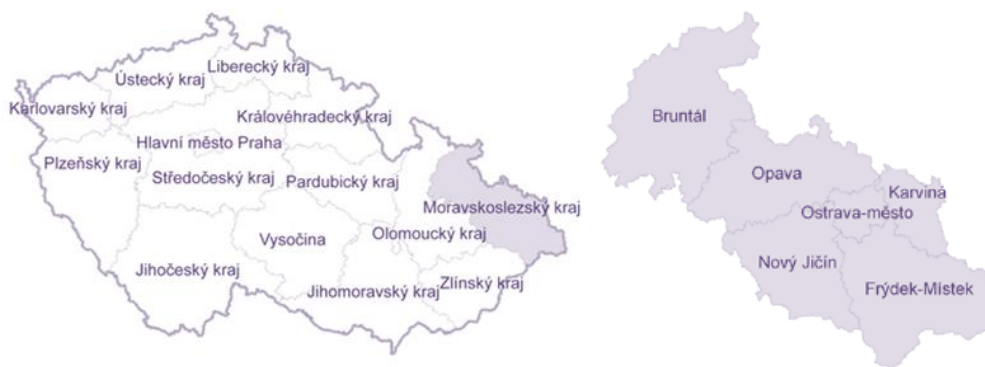 Liberecký kraj
Ústecký kraj
Karlovarský kraj
Královéhradecký kraj
Hlavní město Praha
Plzeňský kraj
Středočeský kraj
Pardubický kraj
Moravskoslezský kraj
Vysočina
Olomoucký kraj
Jihočeský kraj
Zlínský kraj
Jihomoravský kraj
Bruntál
Opava
Karviná
Ostrava-město
Nový Jičín
Frýdek-Místek